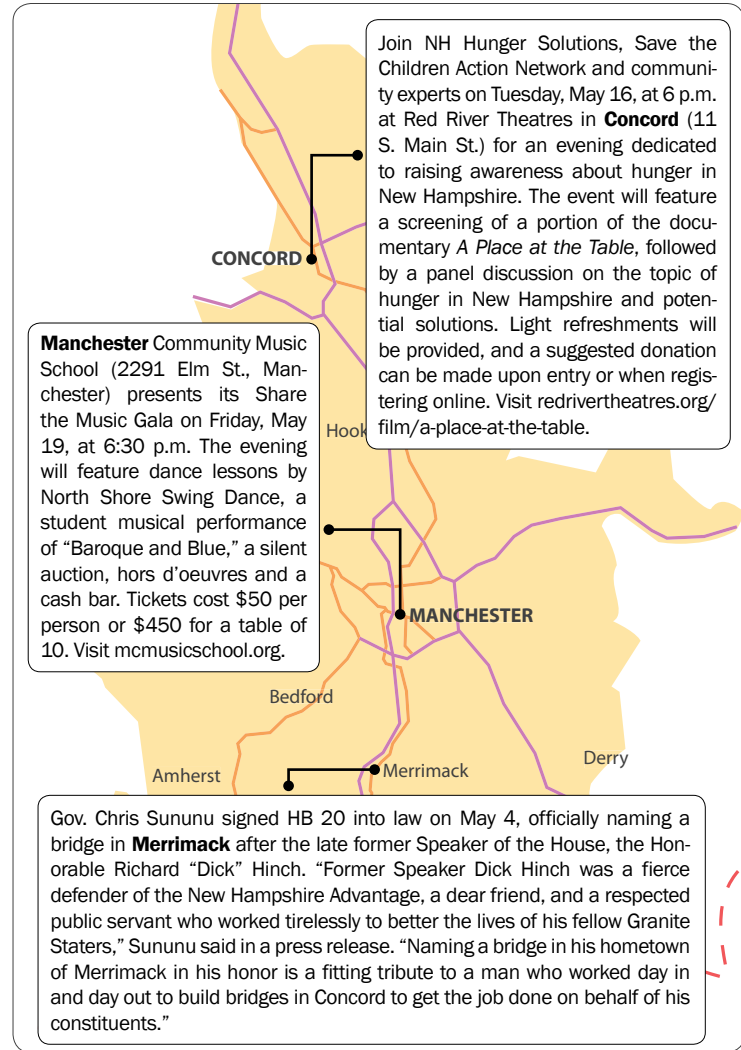 Join NH Hunger Solutions, Save the
Children Action Network and communi-
ty experts on Tuesday, May 16, at 6 p.m.
at Red River Theatres in Concord (11
S. Main St.) for an evening dedicated
to raising awareness about hunger in
New Hampshire. The event will feature
a screening of a portion of the docu-
mentary A Place at the Table, followed
by a panel discussion on the topic of
hunger in New Hampshire and poten-
tial solutions. Light refreshments will
be provided, and a suggested donation
can be made upon entry or when regis-
tering online. Visit redrivertheatres.org/
film/a-place-at-the-table.
CONCORD
Manchester Community Music
School (2291 Elm St., Man-
chester) presents its Share
the Music Gala on Friday, May
19, at 6:30 p.m. The evening
will feature dance lessons by
North Shore Swing Dance, a
student musical performance
of “Baroque and Blue,” a silent
auction, hors d’oeuvres and a
cash bar. Tickets cost $50 per
person or $450 for a table of
10. Visit mcmusicschool.org.
Hook
MANCHESTER
Bedford
Derry
Amherst
Merrimack
Gov. Chris Sununu signed HB 20 into law on May 4, officially naming a
bridge in Merrimack after the late former Speaker of the House, the Hon-
orable Richard “Dick” Hinch. “Former Speaker Dick Hinch was a fierce
defender of the New Hampshire Advantage, a dear friend, and a respected
public servant who worked tirelessly to better the lives of his fellow Granite
Staters,” Sununu said in a press release. “Naming a bridge in his hometown
of Merrimack in his honor is a fitting tribute to a man who worked day in
and day out to build bridges in Concord to get the job done on behalf of his
constituents.”